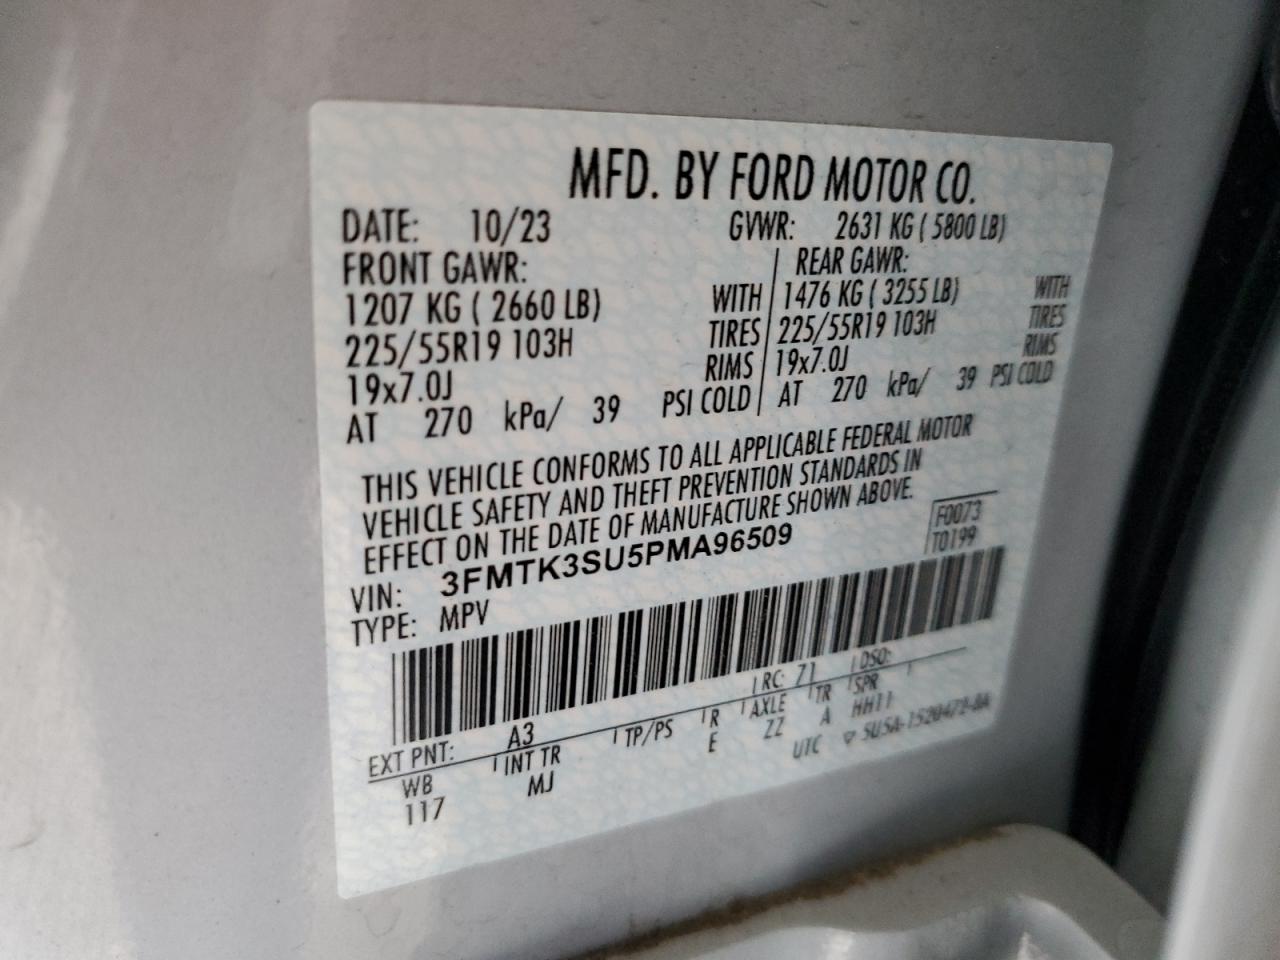 MFD. BY FORD MOTOR CO.
DATE: 10/23 GVWR: 2631 KG ( 5800 LB)
FRONT GAWR: REAR GAWR:
1207 KG ( 2660 LB) WITH 1476 KG ( 3255 LB) WITH
225/55R19 103H TIRES 225/55R19 103H TIRES
19x7.0J RIMS 19x7.0J RIMS
AT 270 kPa/ 39 PSI COLD AT 270 kPa/ 39 PSI COLD
THIS VEHICLE CONFORMS TO ALL APPLICABLE FEDERAL MOTOR
VEHICLE SAFETY AND THEFT PREVENTION STANDARDS IN
EFFECT ON THE DATE OF MANUFACTURE SHOWN ABOVE.
F0073
T0199
VIN: 3FMTK3SU5PMA96509
TYPE: MPV
EXT PNT: A3 RC: 71 DSO:
WB INT TR TP/PS R AXLE TR SPR
117 MJ E ZZ A HH11
UTC ▽ 5U5A-1520472-BA